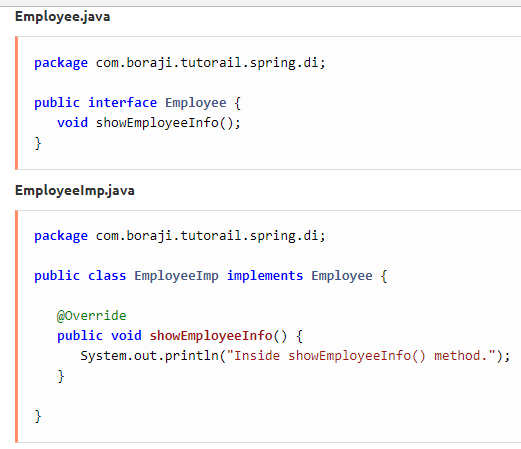 Employee.java
package com.boraji.tutorail.spring.di;
public interface Employee {
void showEmployeeInfo();
}
EmployeeImp.java
package com.boraji.tutorail.spring.di;
public class EmployeeImp implements Employee {
@Override
public void showEmployeeInfo() {
System.out.println("Inside showEmployeeInfo() method.");
}
}